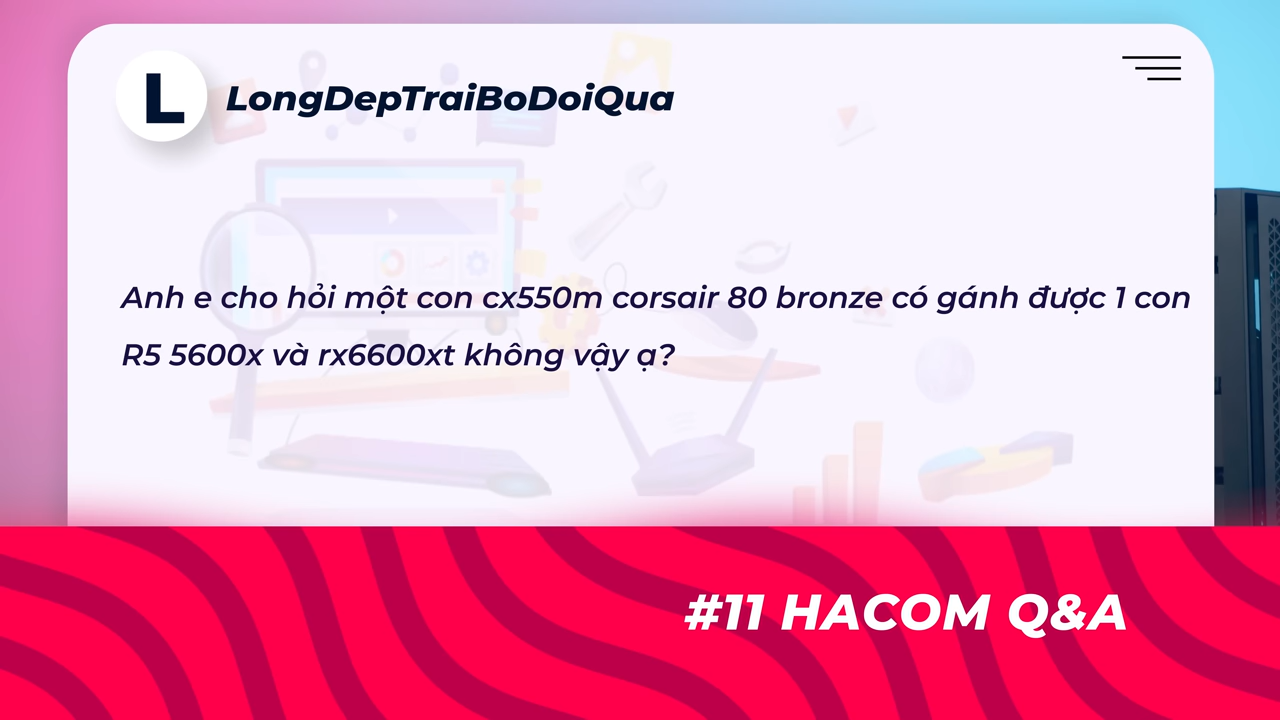 L
LongDepTraiBoDoiQua
Anh e cho hỏi một con cx550m corsair 80 bronze có gánh được 1 con
R5 5600x và rx6600xt không vậy ạ?
#11 HACOM Q&A